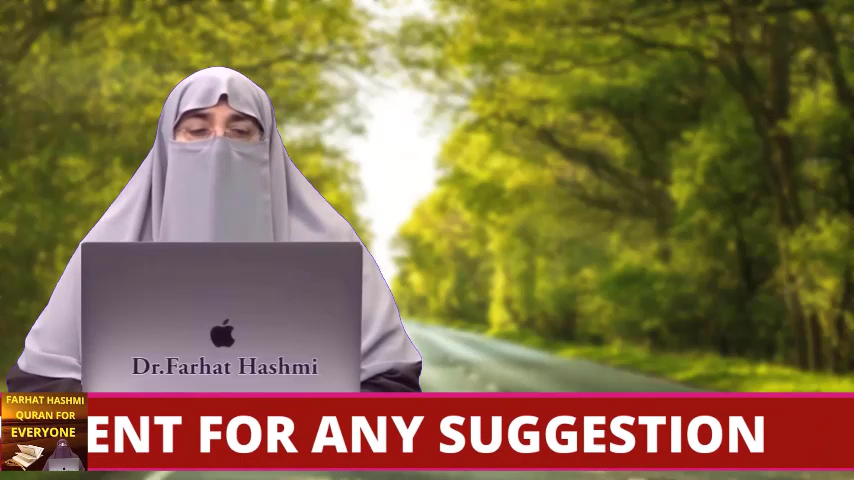 Dr.Farhat Hashmi
FARHAT HASHMI
QURAN FOR
EVERYONE
ENT FOR ANY SUGGESTION